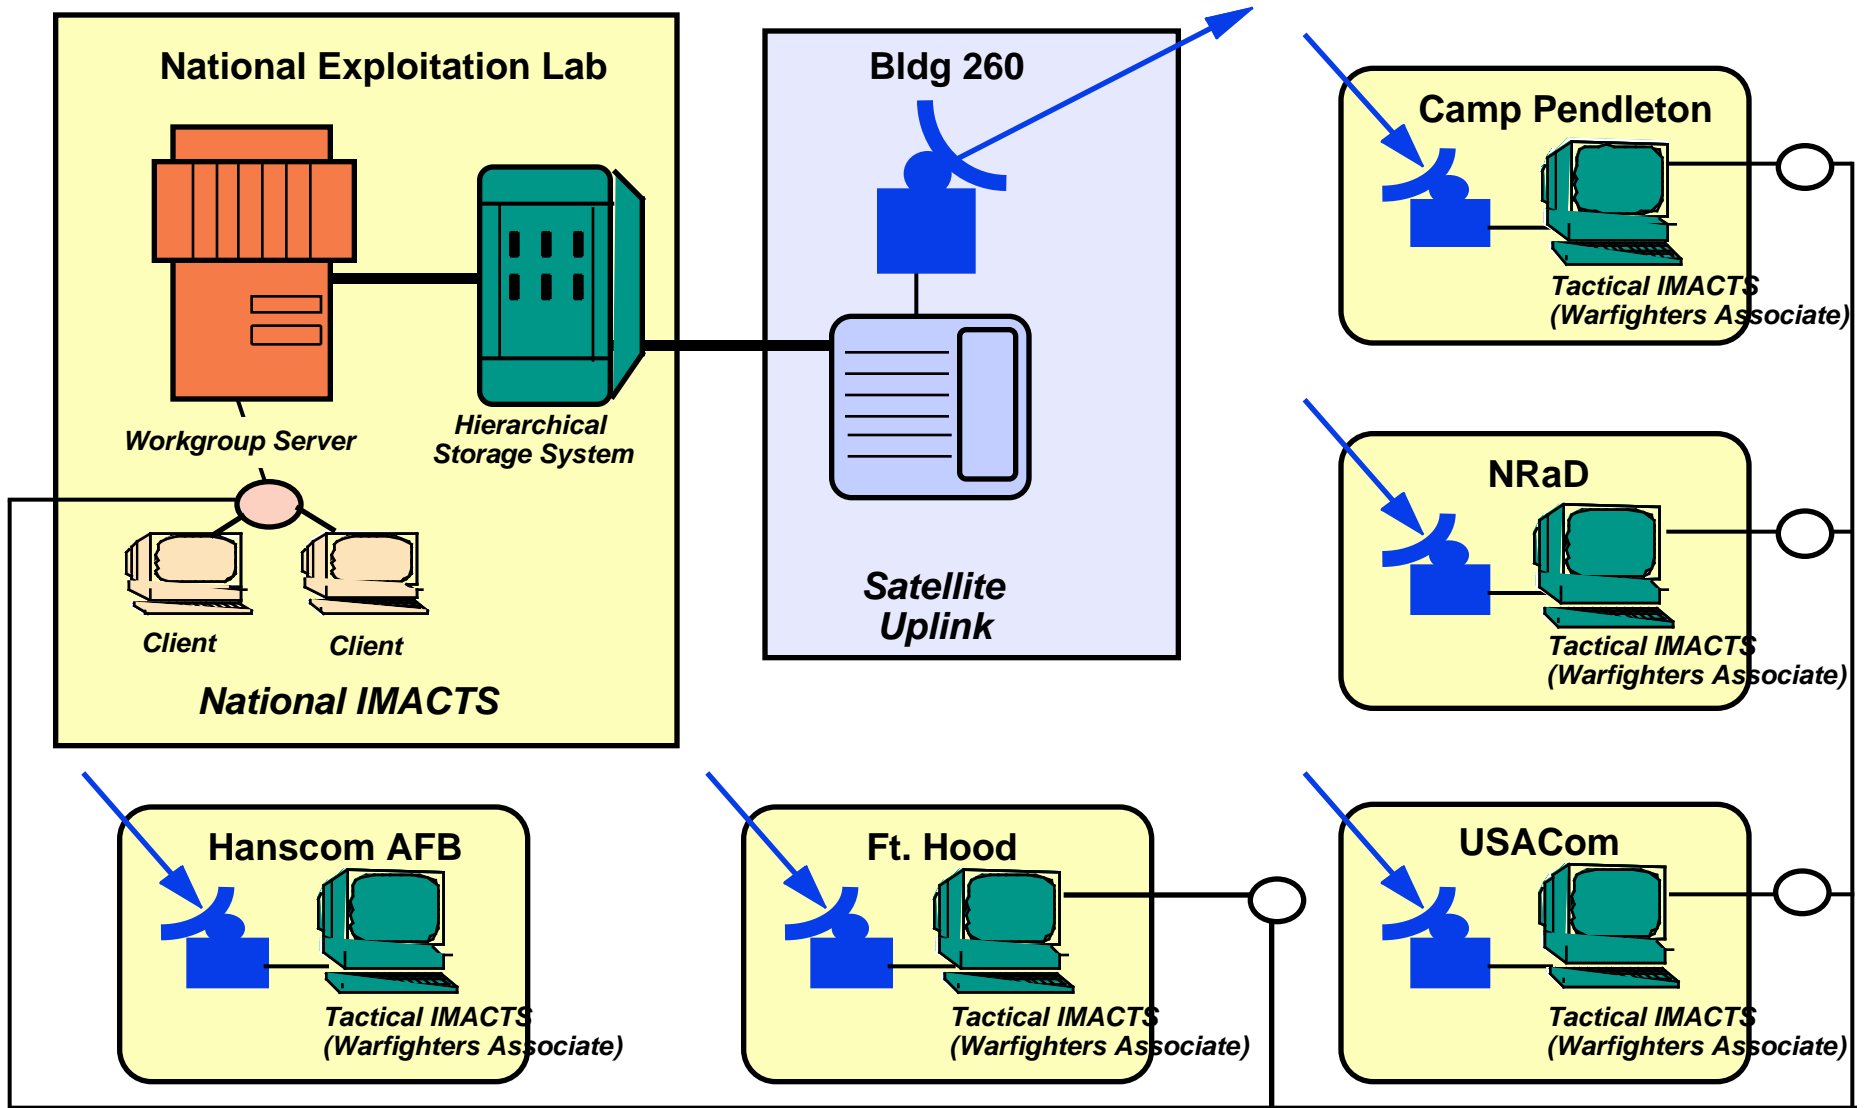 National Exploitation Lab
Workgroup Server
Hierarchical
Storage System
Client
Client
National IMACTS
Bldg 260
Satellite
Uplink
Camp Pendleton
Tactical IMACTS
(Warfighters Associate)
NRaD
Tactical IMACTS
(Warfighters Associate)
Hanscom AFB
Tactical IMACTS
(Warfighters Associate)
Ft. Hood
Tactical IMACTS
(Warfighters Associate)
USACom
Tactical IMACTS
(Warfighters Associate)